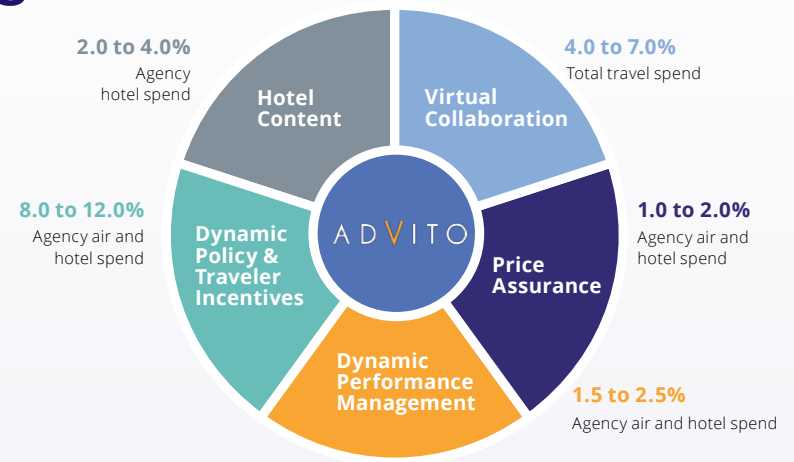 2.0 to 4.0%
Agency
hotel spend
Hotel
Content
4.0 to 7.0%
Total travel spend
Virtual
Collaboration
8.0 to 12.0%
Agency air and
hotel spend
Dynamic
Policy &
Traveler
Incentives
ADVITO
1.0 to 2.0%
Agency air and
hotel spend
Price
Assurance
Dynamic
Performance
Management
1.5 to 2.5%
Agency air and hotel spend